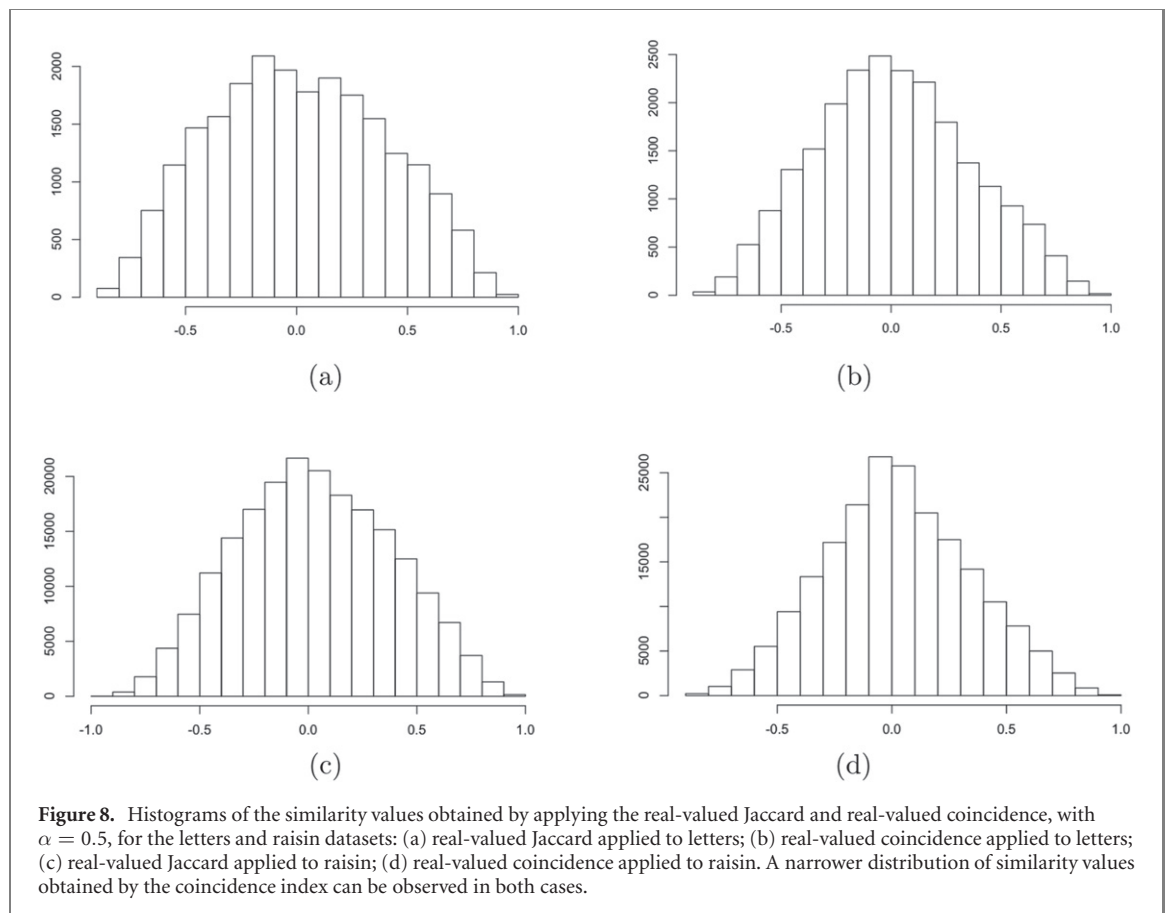 2000
1500
1000
500
0
-0.5 0.0 0.5 1.0
(a)
2500
2000
1500
1000
500
0
-0.5 0.0 0.5 1.0
(b)
20000
15000
10000
5000
0
-1.0 -0.5 0.0 0.5 1.0
(c)
25000
15000
5000
0
-0.5 0.0 0.5 1.0
(d)
Figure 8. Histograms of the similarity values obtained by applying the real-valued Jaccard and real-valued coincidence, with
α = 0.5, for the letters and raisin datasets: (a) real-valued Jaccard applied to letters; (b) real-valued coincidence applied to letters;
(c) real-valued Jaccard applied to raisin; (d) real-valued coincidence applied to raisin. A narrower distribution of similarity values
obtained by the coincidence index can be observed in both cases.